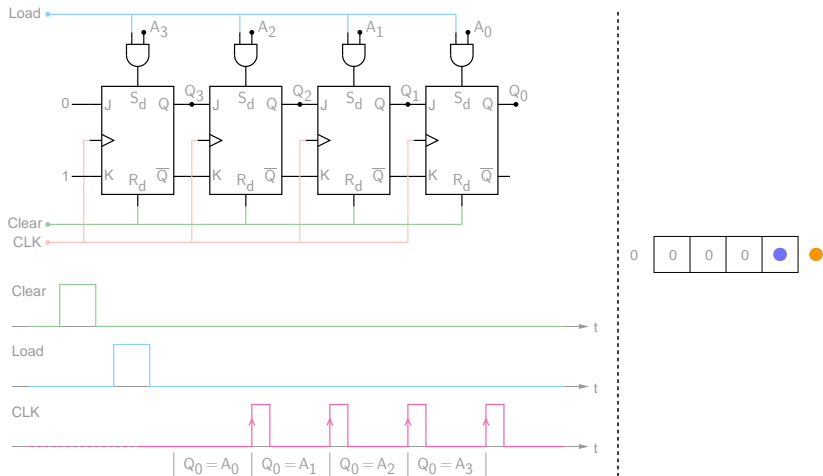 Load
A3 A2 A1 A0
Sd Sd Sd Sd
0 J Q Q3 J Q Q2 J Q Q1 J Q Q0
1 K Q̅ K Q̅ K Q̅ K Q̅
Rd Rd Rd Rd
Clear
CLK
0 0 0 0
Clear
t
Load
t
CLK
t
Q0 = A0 Q0 = A1 Q0 = A2 Q0 = A3